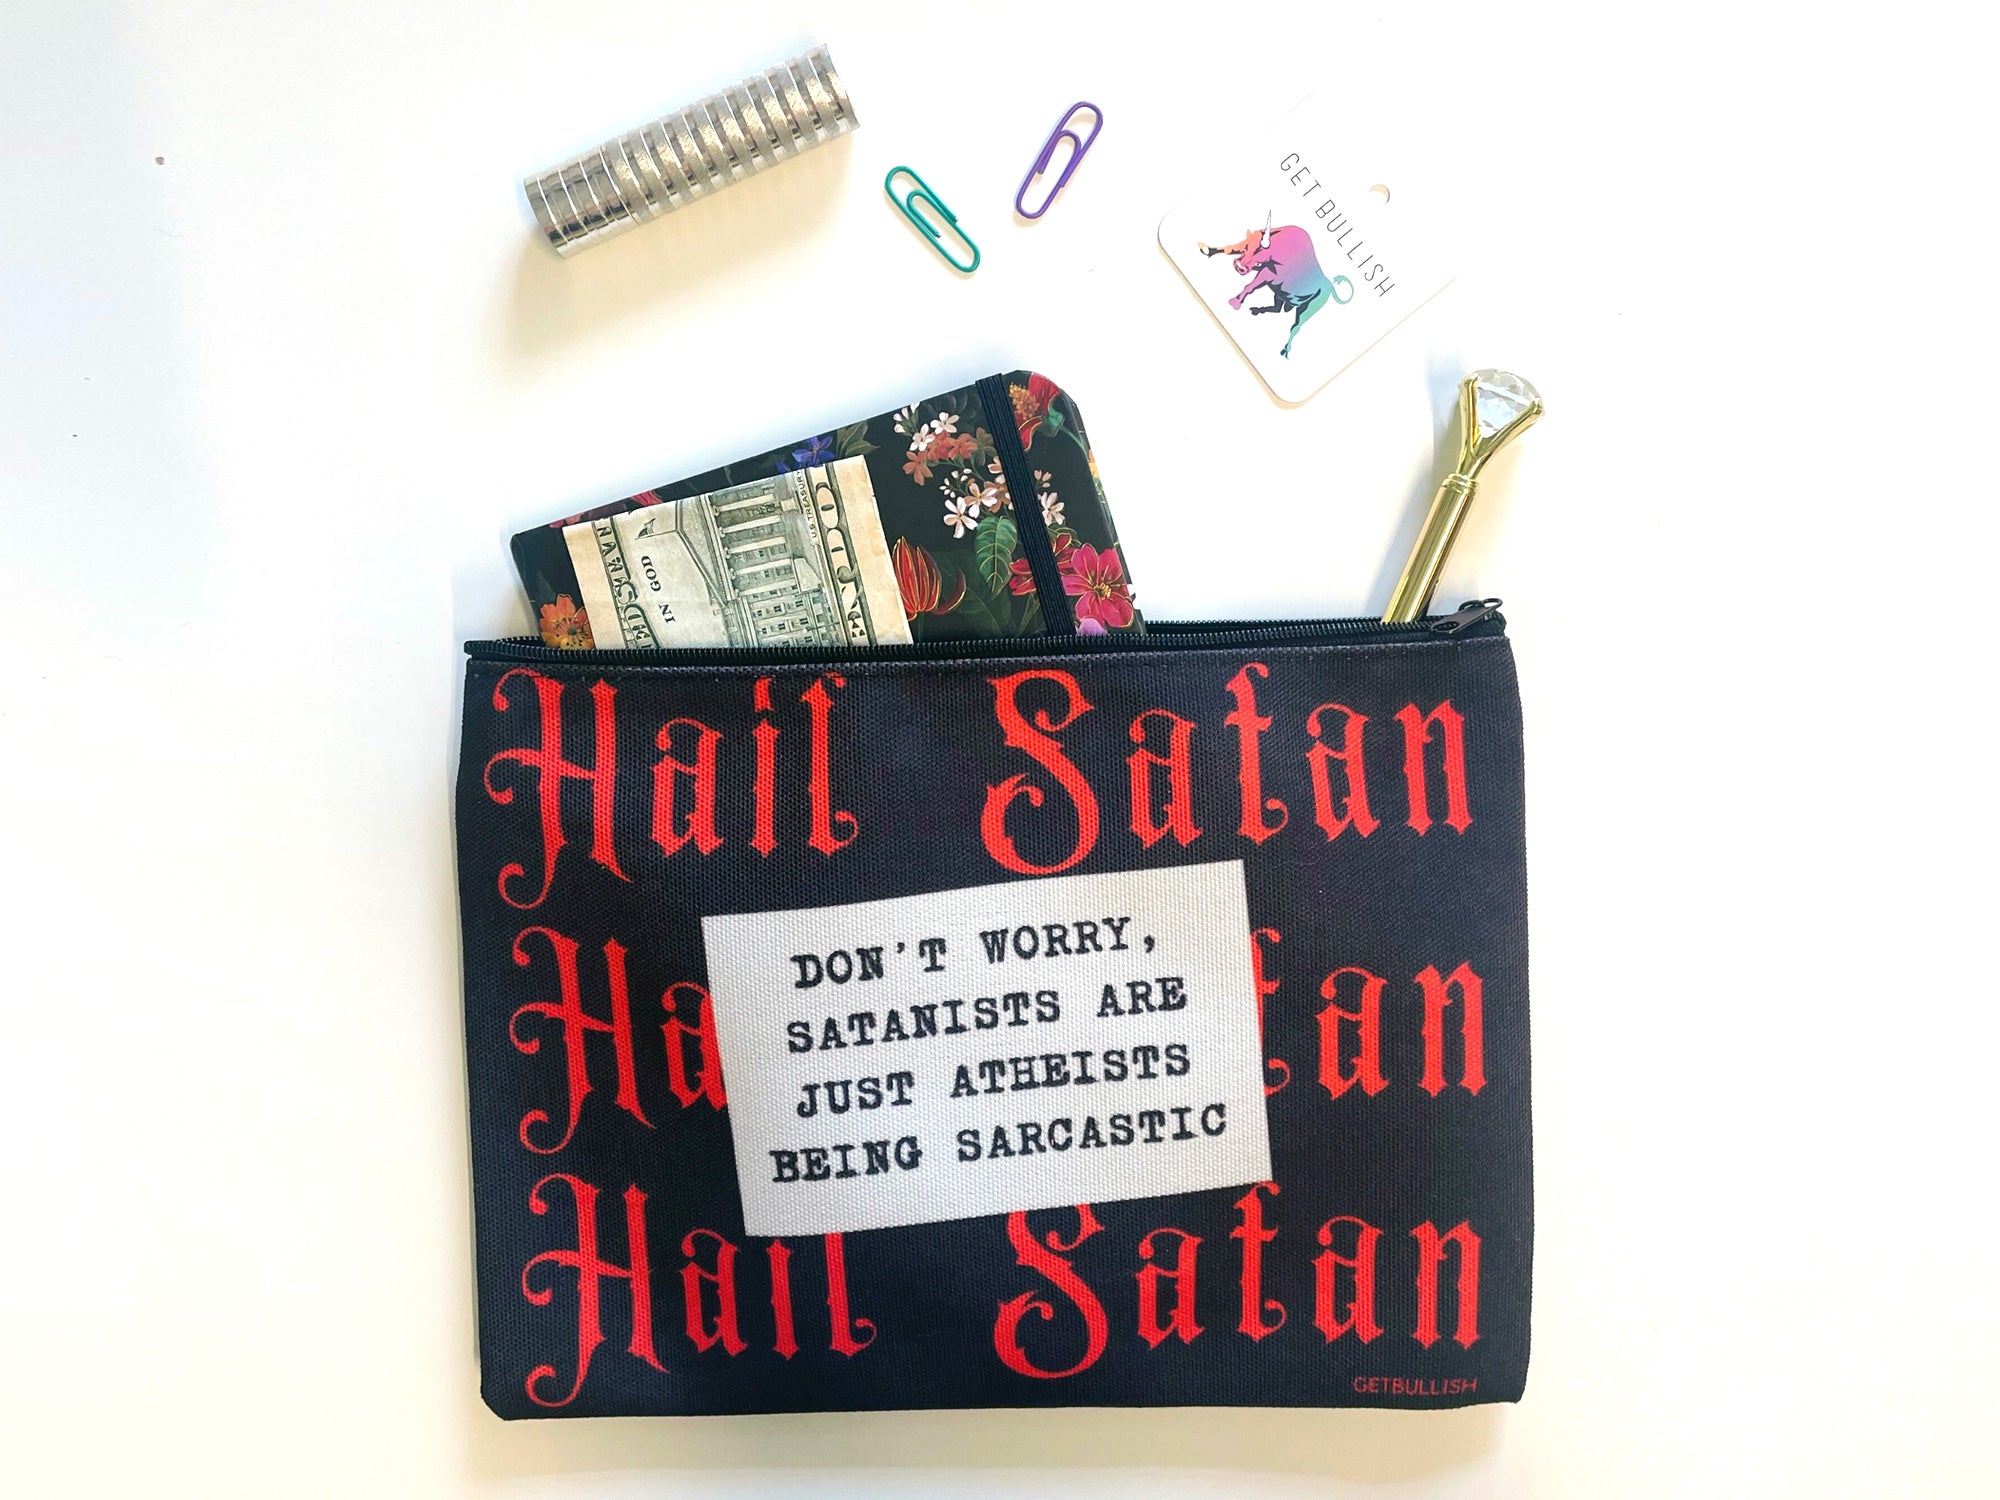 GET BULLISH
IN GOD
Hail Satan
DON'T WORRY,
SATANISTS ARE
JUST ATHEISTS
BEING SARCASTIC
Ha tan
Hail Satan
GETBULLISH